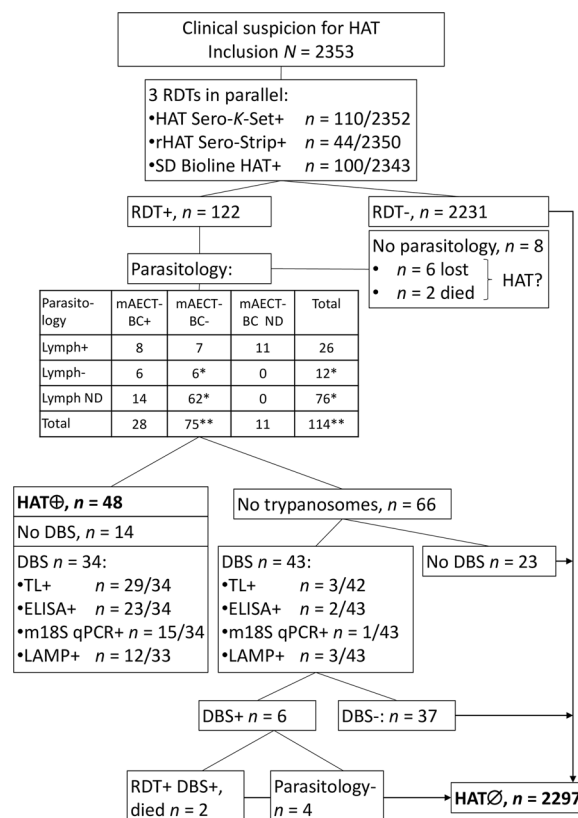 Clinical suspicion for HAT
Inclusion N = 2353
3 RDTs in parallel:
•HAT Sero-K-Set+ n = 110/2352
•rHAT Sero-Strip+ n = 44/2350
•SD Bioline HAT+ n = 100/2343
RDT+, n = 122
RDT-, n = 2231
No parasitology, n = 8
• n = 6 lost
• n = 2 died
HAT?
Parasitology:
Parasito-logy mAECT-BC+ mAECT-BC- mAECT-BC ND Total
Lymph+ 8 7 11 26
Lymph- 6 6* 0 12*
Lymph ND 14 62* 0 76*
Total 28 75** 11 114**
HAT⊕, n = 48
No DBS, n = 14
DBS n = 34:
•TL+ n = 29/34
•ELISA+ n = 23/34
•m18S qPCR+ n = 15/34
•LAMP+ n = 12/33
No trypanosomes, n = 66
DBS n = 43:
•TL+ n = 3/42
•ELISA+ n = 2/43
•m18S qPCR+ n = 1/43
•LAMP+ n = 3/43
No DBS n = 23
DBS+ n = 6
DBS-: n = 37
RDT+ DBS+,
died n = 2
Parasitology-
n = 4
HAT∅, n = 2297